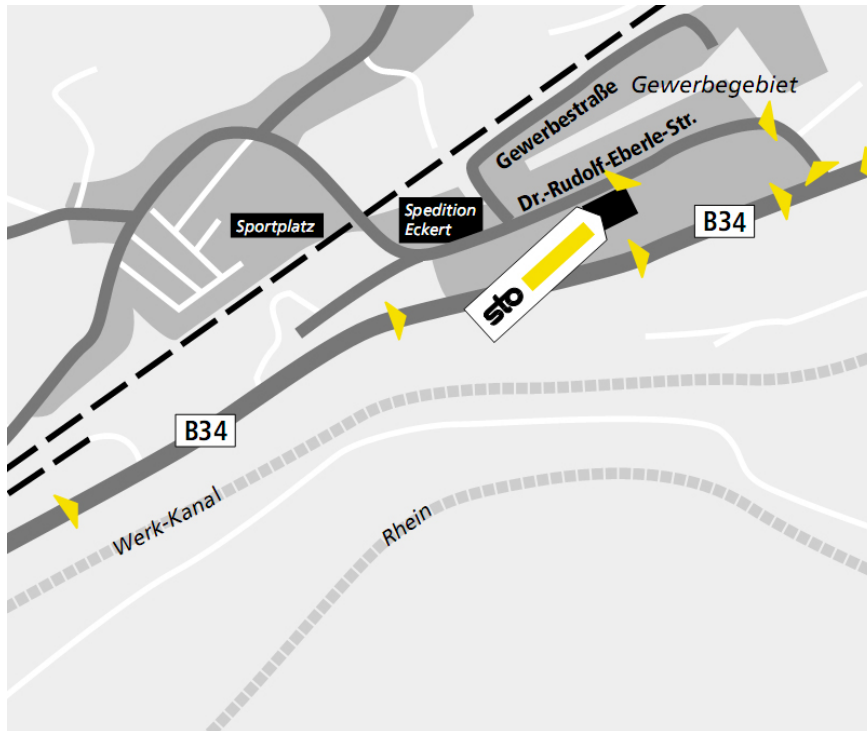 Gewerbegebiet
Gewerbestraße
Dr.-Rudolf-Eberle-Str.
Sportplatz
Spedition
Eckert
B34
sto
B34
Werk-Kanal
Rhein